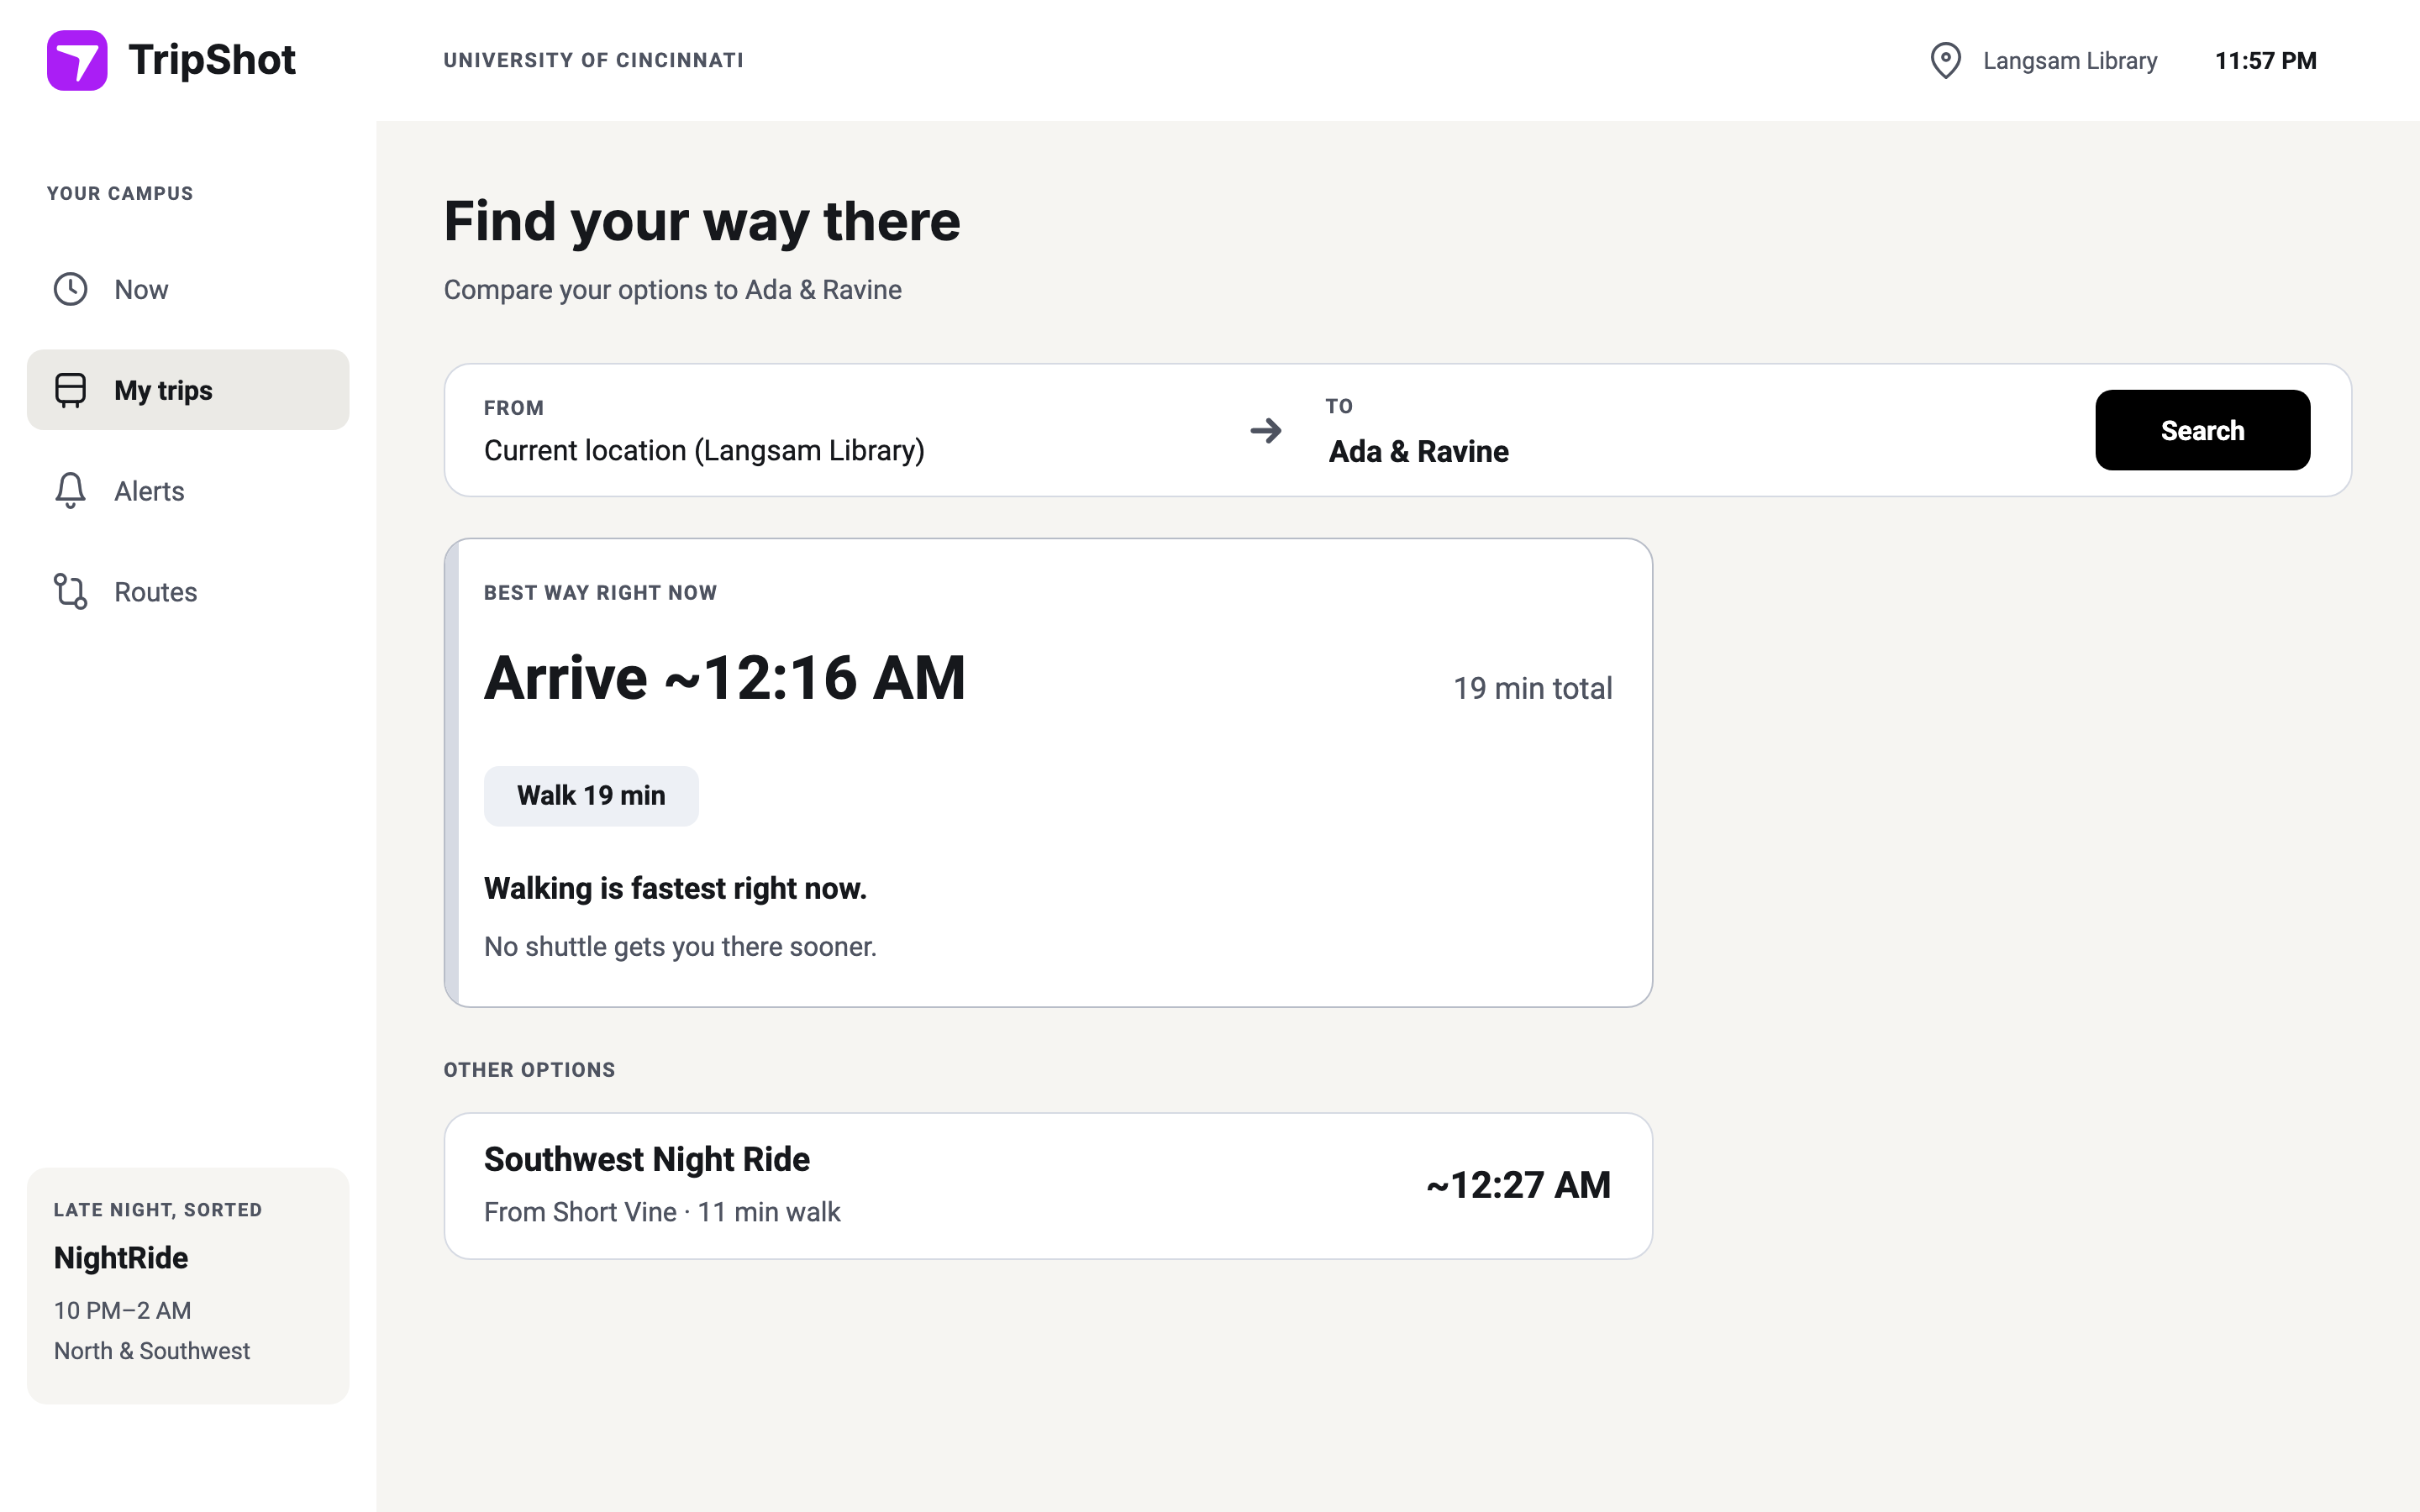 TripShot
UNIVERSITY OF CINCINNATI
Langsam Library
11:57 PM
YOUR CAMPUS
Now
My trips
Alerts
Routes
LATE NIGHT, SORTED
NightRide
10 PM–2 AM
North & Southwest
Find your way there
Compare your options to Ada & Ravine
FROM
Current location (Langsam Library)
TO
Ada & Ravine
Search
BEST WAY RIGHT NOW
Arrive ~12:16 AM
19 min total
Walk 19 min
Walking is fastest right now.
No shuttle gets you there sooner.
OTHER OPTIONS
Southwest Night Ride
From Short Vine · 11 min walk
~12:27 AM